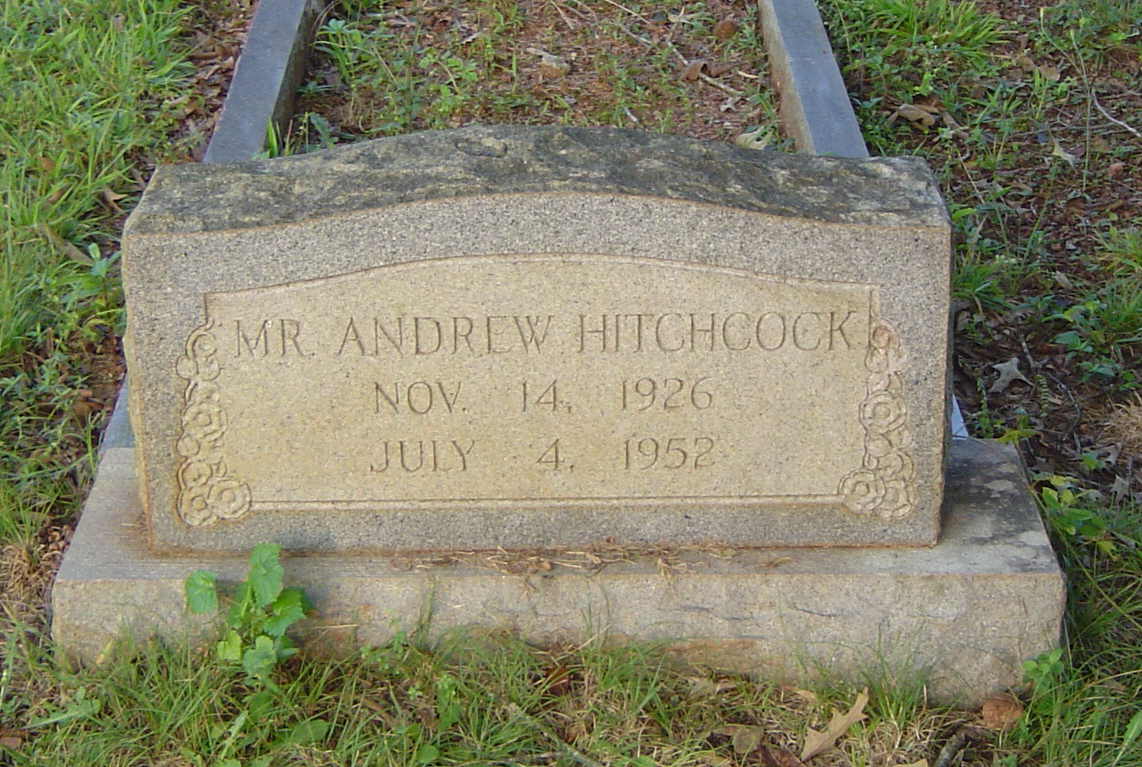 MR. ANDREW HITCHCOCK
NOV. 14, 1926
JULY 4, 1952